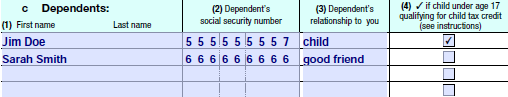 c Dependents:
(1) First name Last name
(2) Dependent's
social security number
(3) Dependent's
relationship to you
(4) ✓ if child under age 17
qualifying for child tax credit
(see instructions)
Jim Doe 5 5 5 5 5 5 5 5 7 child ✓
Sarah Smith 6 6 6 6 6 6 6 6 6 good friend